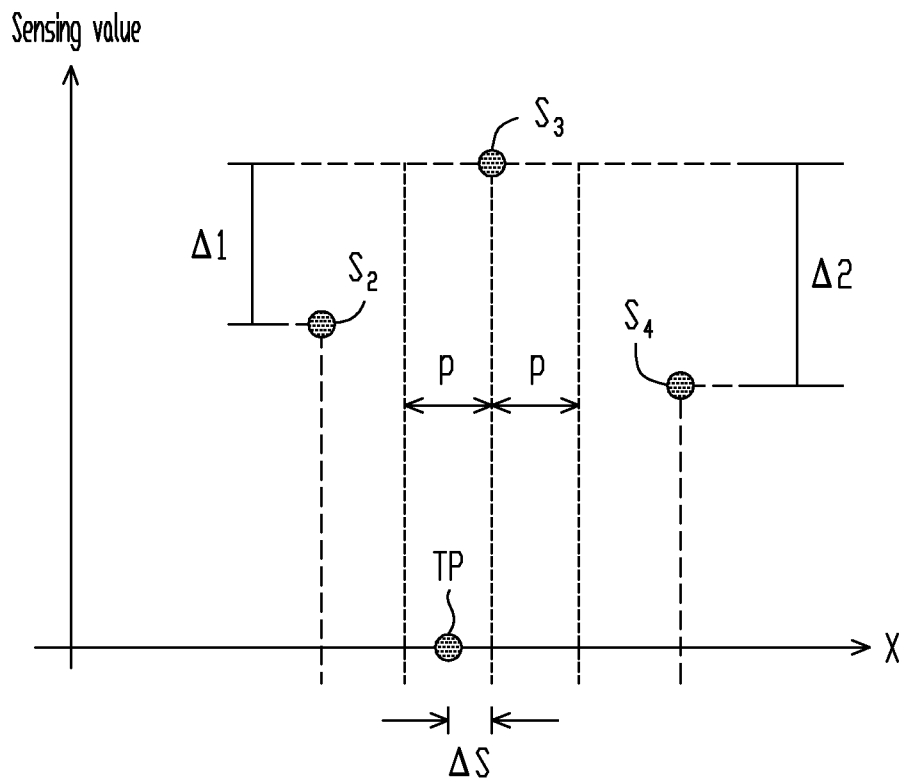 Sensing value
S₃
Δ1
S₂
Δ2
S₄
P P
TP
X
ΔS